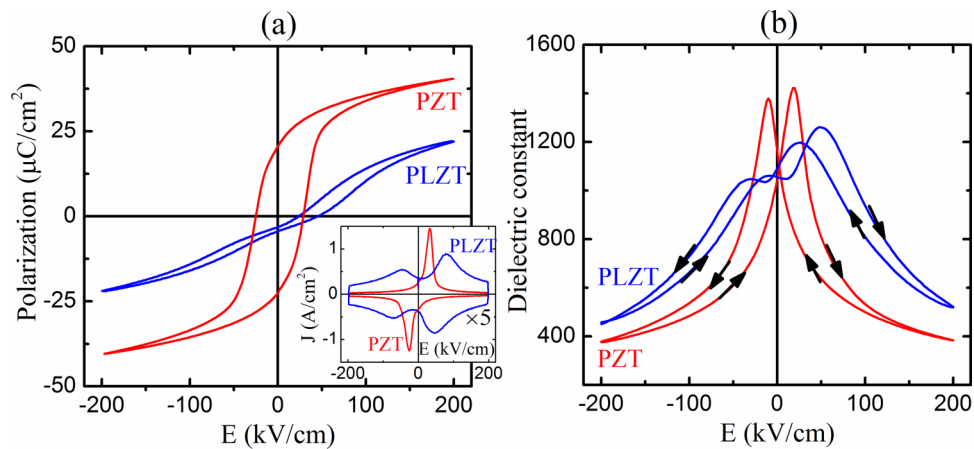 (a)
50
25
0
-25
-50
Polarization (μC/cm²)
PZT
PLZT
-200
-100
0
100
200
E (kV/cm)
1
0
-1
J (A/cm²)
PLZT
×5
PZT
E (kV/cm)
-200
-100
0
100
200
(b)
1600
1200
800
400
Dielectric constant
PLZT
PZT
-200
-100
0
100
200
E (kV/cm)